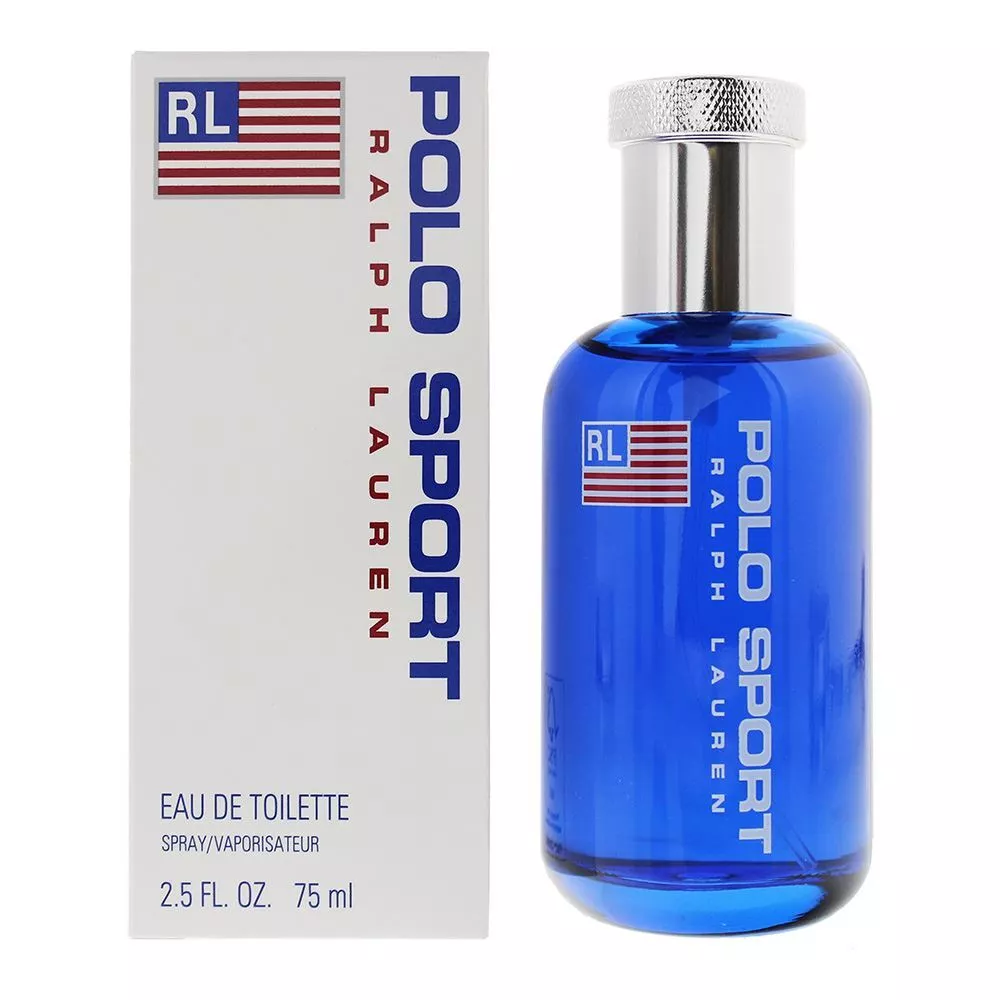 RL
POLO SPORT
RALPH LAUREN
EAU DE TOILETTE
SPRAY/VAPORISATEUR
2.5 FL. OZ. 75 ml
RL
POLO SPORT
RALPH LAUREN